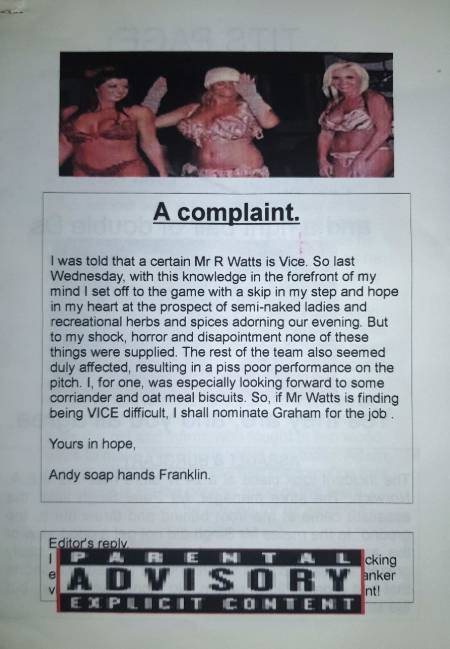 A complaint.
I was told that a certain Mr R Watts is Vice. So last
Wednesday, with this knowledge in the forefront of my
mind I set off to the game with a skip in my step and hope
in my heart at the prospect of semi-naked ladies and
recreational herbs and spices adorning our evening. But
to my shock, horror and disapointment none of these
things were supplied. The rest of the team also seemed
duly affected, resulting in a piss poor performance on the
pitch. I, for one, was especially looking forward to some
corriander and oat meal biscuits. So, if Mr Watts is finding
being VICE difficult, I shall nominate Graham for the job .
Yours in hope,
Andy soap hands Franklin.
Editor's reply.
I
cking
anker
nt!
PARENTAL
ADVISORY
EXPLICIT CONTENT